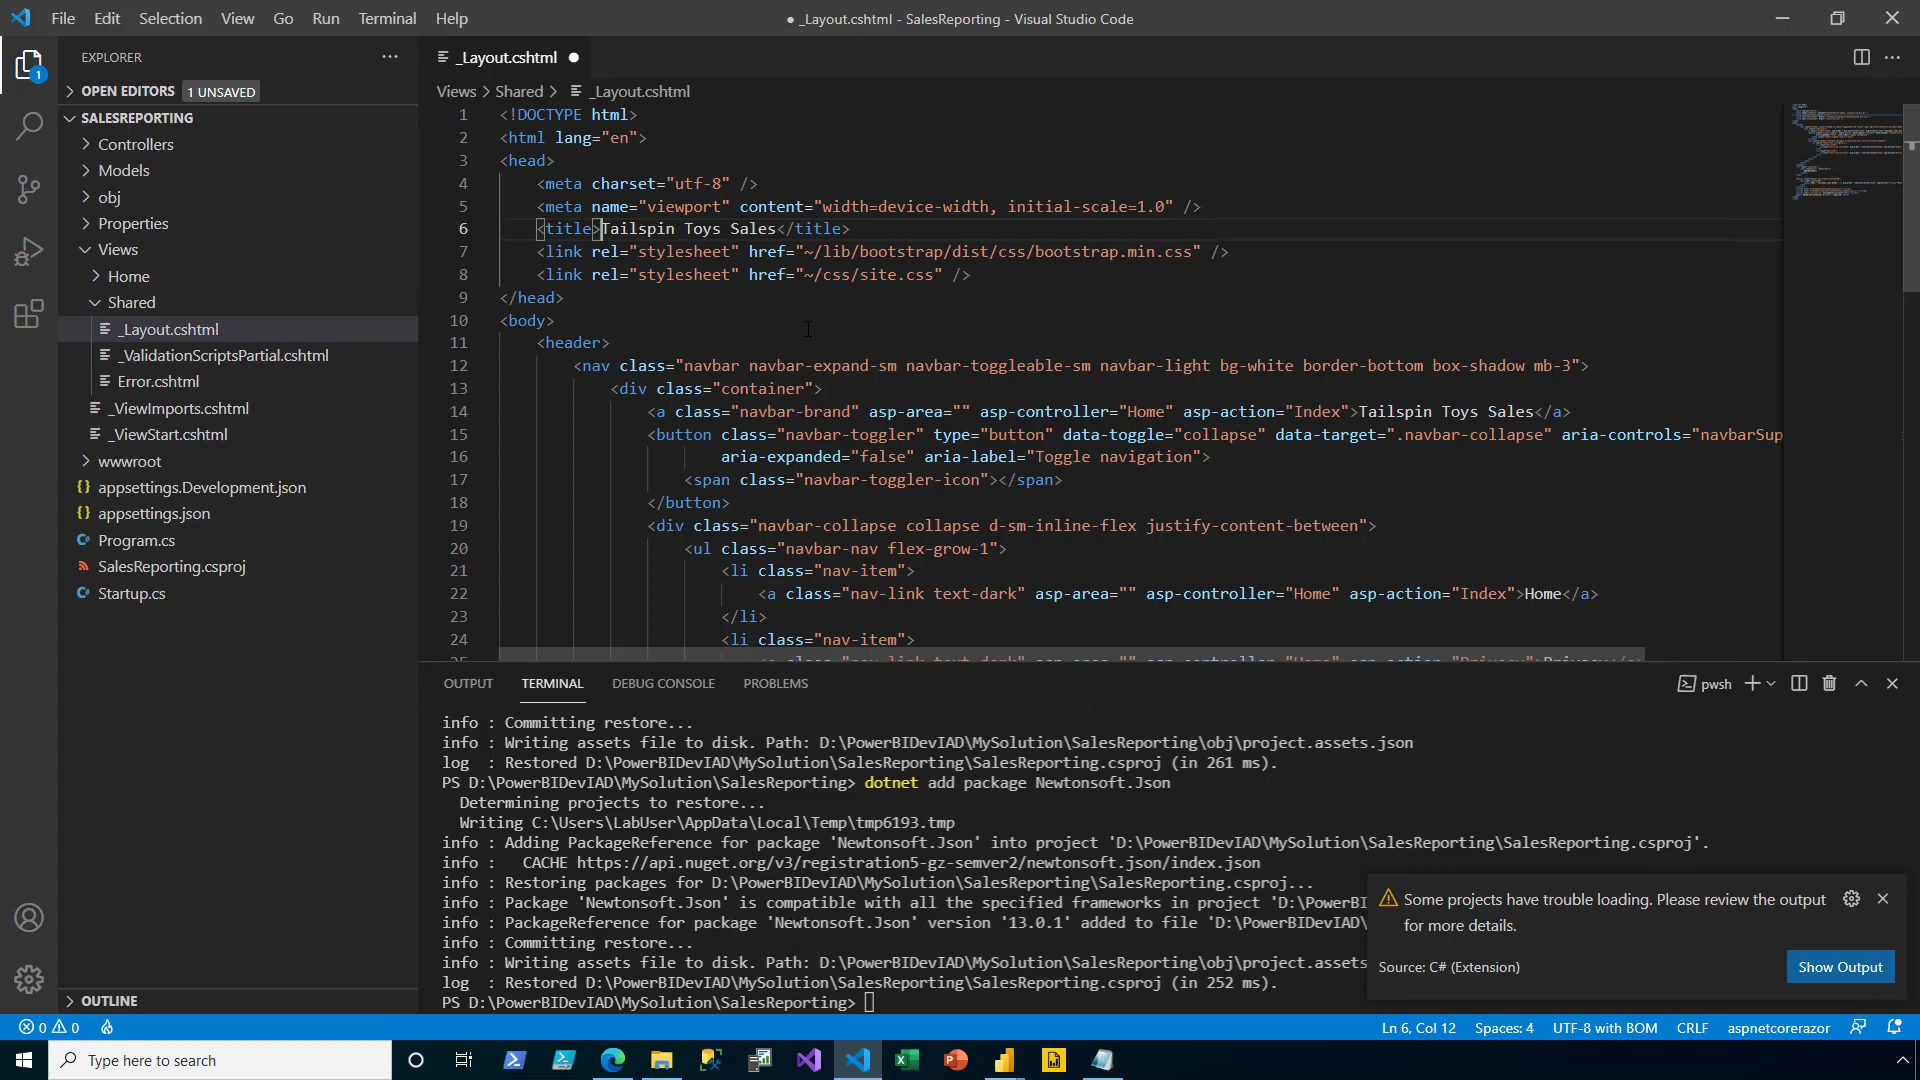 File Edit Selection View Go Run Terminal Help
● _Layout.cshtml - SalesReporting - Visual Studio Code
EXPLORER
OPEN EDITORS 1 UNSAVED
SALESREPORTING
Controllers
Models
obj
Properties
Views
Home
Shared
_Layout.cshtml
_ValidationScriptsPartial.cshtml
Error.cshtml
_ViewImports.cshtml
_ViewStart.cshtml
wwwroot
{} appsettings.Development.json
{} appsettings.json
Program.cs
SalesReporting.csproj
Startup.cs
OUTLINE
1
_Layout.cshtml ●
Views > Shared > _Layout.cshtml
1 <!DOCTYPE html>
2 <html lang="en">
3 <head>
4 <meta charset="utf-8" />
5 <meta name="viewport" content="width=device-width, initial-scale=1.0" />
6 <title>Tailspin Toys Sales</title>
7 <link rel="stylesheet" href="~/lib/bootstrap/dist/css/bootstrap.min.css" />
8 <link rel="stylesheet" href="~/css/site.css" />
9 </head>
10 <body>
11 <header>
12 <nav class="navbar navbar-expand-sm navbar-toggleable-sm navbar-light bg-white border-bottom box-shadow mb-3">
13 <div class="container">
14 <a class="navbar-brand" asp-area="" asp-controller="Home" asp-action="Index">Tailspin Toys Sales</a>
15 <button class="navbar-toggler" type="button" data-toggle="collapse" data-target=".navbar-collapse" aria-controls="navbarSup
16 aria-expanded="false" aria-label="Toggle navigation">
17 <span class="navbar-toggler-icon"></span>
18 </button>
19 <div class="navbar-collapse collapse d-sm-inline-flex justify-content-between">
20 <ul class="navbar-nav flex-grow-1">
21 <li class="nav-item">
22 <a class="nav-link text-dark" asp-area="" asp-controller="Home" asp-action="Index">Home</a>
23 </li>
24 <li class="nav-item">
OUTPUT TERMINAL DEBUG CONSOLE PROBLEMS
pwsh
info : Committing restore...
info : Writing assets file to disk. Path: D:\PowerBIDevIAD\MySolution\SalesReporting\obj\project.assets.json
log : Restored D:\PowerBIDevIAD\MySolution\SalesReporting\SalesReporting.csproj (in 261 ms).
PS D:\PowerBIDevIAD\MySolution\SalesReporting> dotnet add package Newtonsoft.Json
Determining projects to restore...
Writing C:\Users\LabUser\AppData\Local\Temp\tmp6193.tmp
info : Adding PackageReference for package 'Newtonsoft.Json' into project 'D:\PowerBIDevIAD\MySolution\SalesReporting\SalesReporting.csproj'.
info : CACHE https://api.nuget.org/v3/registration5-gz-semver2/newtonsoft.json/index.json
info : Restoring packages for D:\PowerBIDevIAD\MySolution\SalesReporting\SalesReporting.csproj...
info : Package 'Newtonsoft.Json' is compatible with all the specified frameworks in project 'D:\PowerBI
info : PackageReference for package 'Newtonsoft.Json' version '13.0.1' added to file 'D:\PowerBIDevIAD\
info : Committing restore...
info : Writing assets file to disk. Path: D:\PowerBIDevIAD\MySolution\SalesReporting\obj\project.assets
log : Restored D:\PowerBIDevIAD\MySolution\SalesReporting\SalesReporting.csproj (in 252 ms).
PS D:\PowerBIDevIAD\MySolution\SalesReporting>
Some projects have trouble loading. Please review the output
for more details.
Source: C# (Extension)
Show Output
0 0
Ln 6, Col 12 Spaces: 4 UTF-8 with BOM CRLF aspnetcorerazor
Type here to search